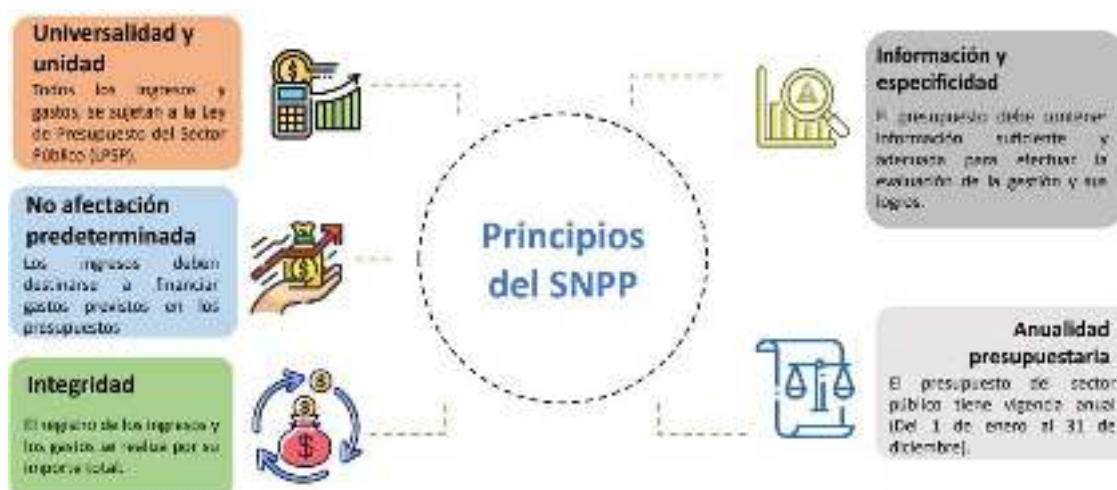 Universalidad y
unidad
Todos los ingresos y
gastos, se sujetan a la Ley
de Presupuesto del Sector
Público (LPSP).
No afectación
predeterminada
Los ingresos deben
destinarse a financiar
gastos previstos en los
presupuestos
Integridad
El registro de los ingresos y
los gastos se realiza por su
importe total.
Principios
del SNPP
Información y
especificidad
El presupuesto debe contener
información suficiente y
adecuada para efectuar la
evaluación de la gestión y sus
logros.
Anualidad
presupuestaria
El presupuesto del sector
público tiene vigencia anual
(Del 1 de enero al 31 de
diciembre).